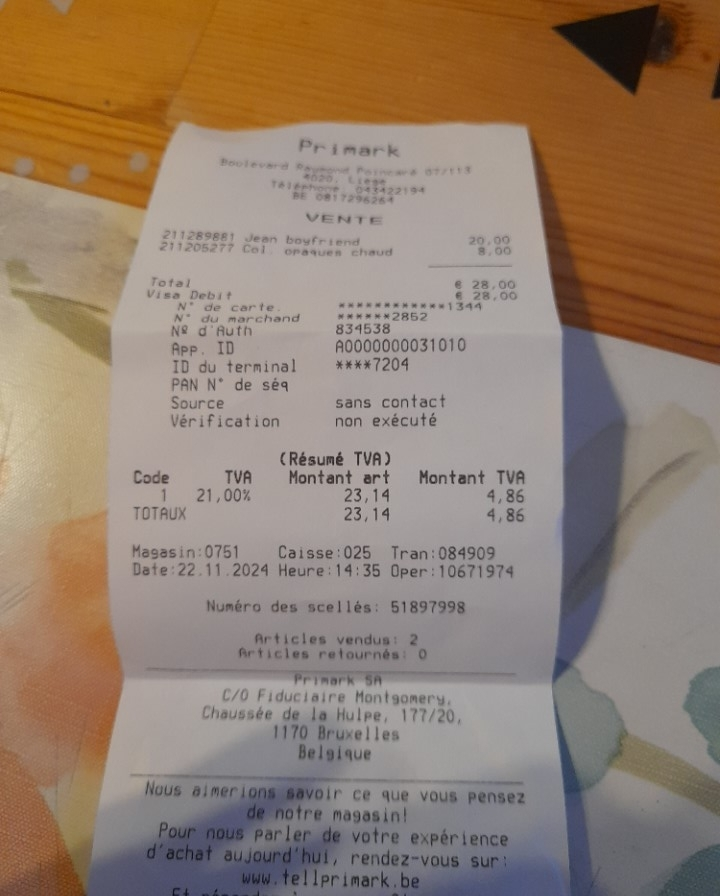 Primark
Boulevard Raymond Poincaré 07/113
4020, Liege
Téléphone. 043422194
BE 0817296264
VENTE
211289881 Jean boyfriend 20,00
211205277 Col. opaques chaud 8,00
Total € 28,00
Visa Debit € 28,00
N° de carte. ************1344
N° du marchand ******2852
Nº d'Auth 834538
App. ID A0000000031010
ID du terminal ****7204
PAN N° de séq
Source sans contact
Vérification non exécuté
(Résumé TVA)
Code TVA Montant art Montant TVA
1 21,00% 23,14 4,86
TOTAUX 23,14 4,86
Magasin:0751 Caisse:025 Tran:084909
Date:22.11.2024 Heure:14:35 Oper:10671974
Numéro des scellés: 51897998
Articles vendus: 2
Articles retournés: 0
Primark SA
C/O Fiduciaire Montgomery,
Chaussée de la Hulpe, 177/20,
1170 Bruxelles
Belgique
Nous aimerions savoir ce que vous pensez
de notre magasin!
Pour nous parler de votre expérience
d'achat aujourd'hui, rendez-vous sur:
www.tellprimark.be